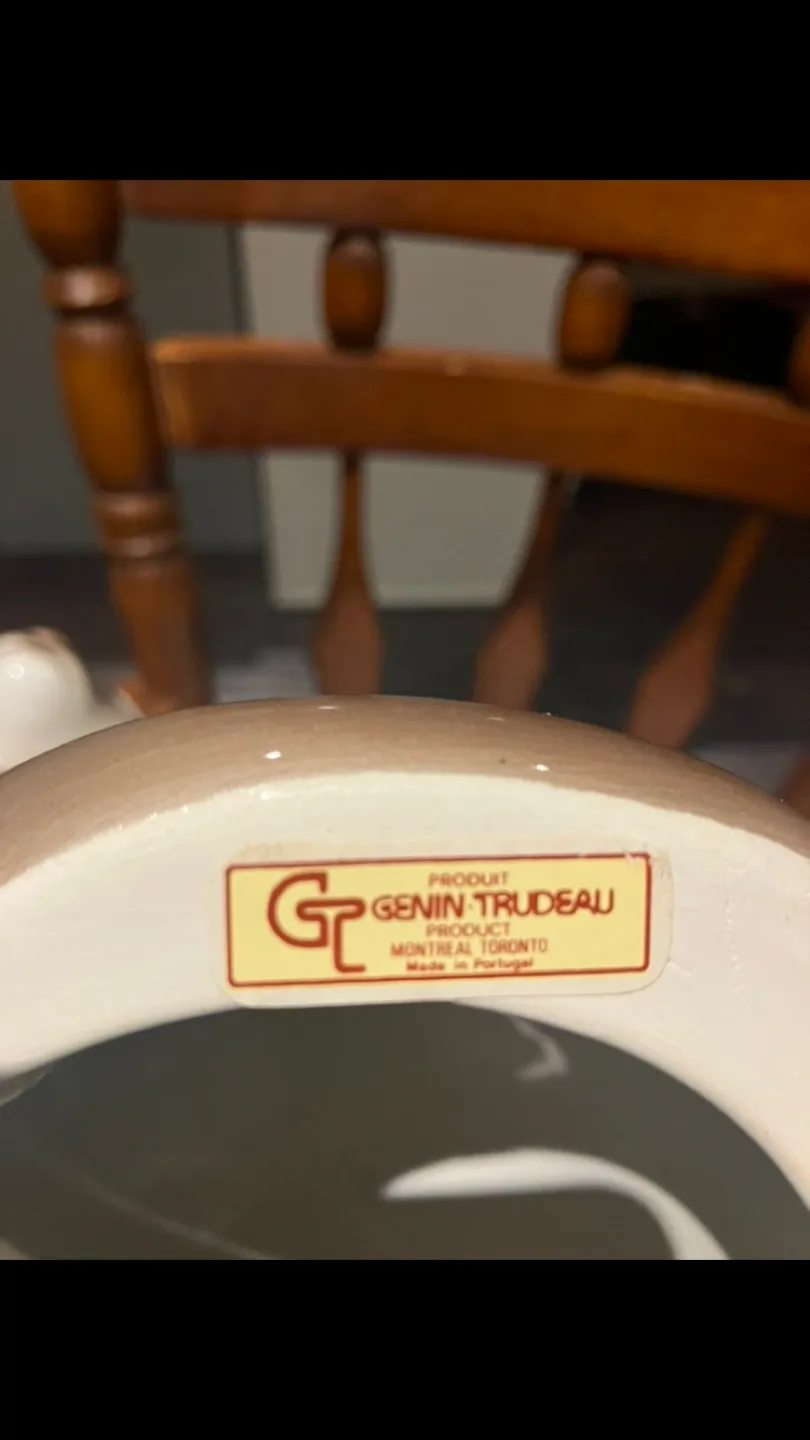 GT
PRODUIT
GENIN·TRUDEAU
PRODUCT
MONTREAL TORONTO
Made in Portugal